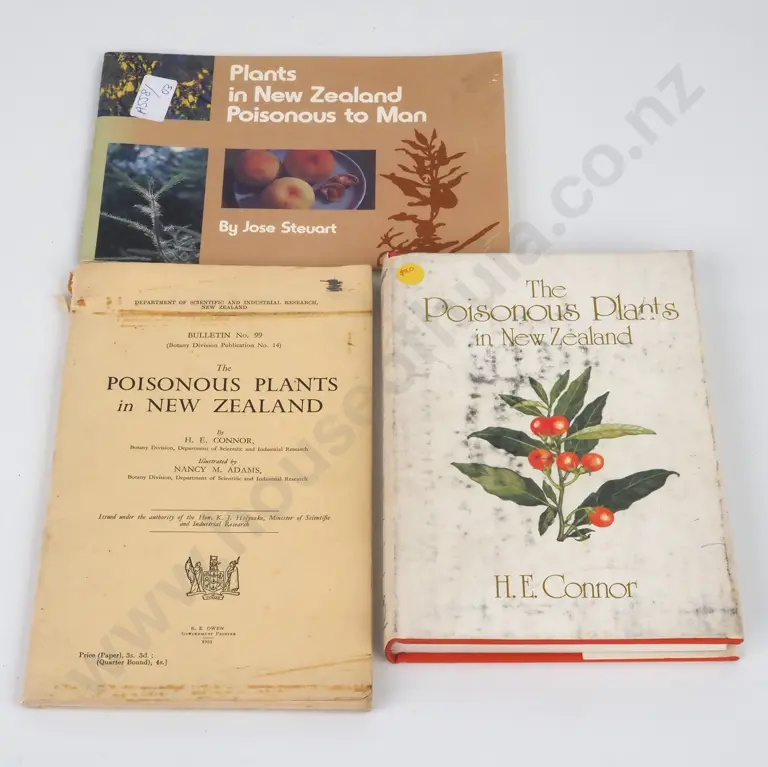 Plants
in New Zealand
Poisonous to Man
By Jose Stewart
DEPARTMENT OF SCIENTIFIC AND INDUSTRIAL RESEARCH,
NEW ZEALAND
BULLETIN No. 99
(Botany Division Publication No. 14)
The
POISONOUS PLANTS
in NEW ZEALAND
By
H. E. CONNOR,
Botany Division, Department of Scientific and Industrial Research
Illustrated by
NANCY M. ADAMS,
Botany Division, Department of Scientific and Industrial Research
Issued under the authority of the Hon. K. J. Holyoake, Minister of Scientific
and Industrial Research
R. E. OWEN
GOVERNMENT PRINTER
Price (Paper), 3s. 3d.;
(Quarter Bound), 4s.]
The
Poisonous Plants
in New Zealand
H. E. Connor